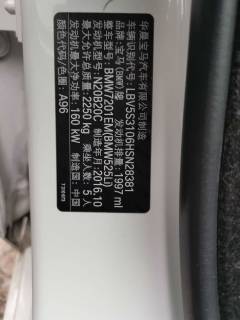 华晨宝马汽车有限公司制造
车辆识别代号: LBV5S3106HSN28381
品牌: 宝马(BMW)牌 发动机排量: 1997 ml
整车型号: BMW7201EM(BMW525Li)
发动机型号: N20B20C 制造年月: 2016.10
最大允许总质量: 2250 kg 乘坐人数: 5 人
发动机最大净功率: 160 kW 制造国: 中国
颜色代码/色圈: A96